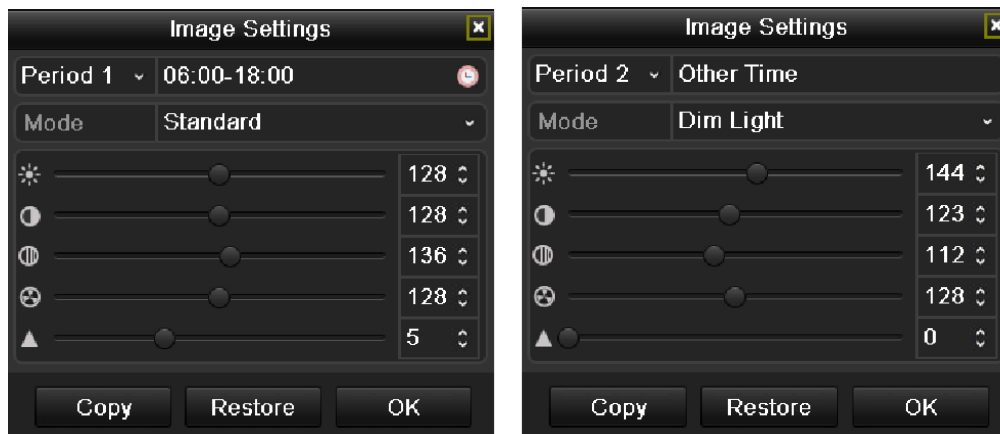 Image Settings
Period 1 06:00-18:00
Mode Standard
128
128
136
128
5
Copy Restore OK
Image Settings
Period 2 Other Time
Mode Dim Light
144
123
112
128
0
Copy Restore OK